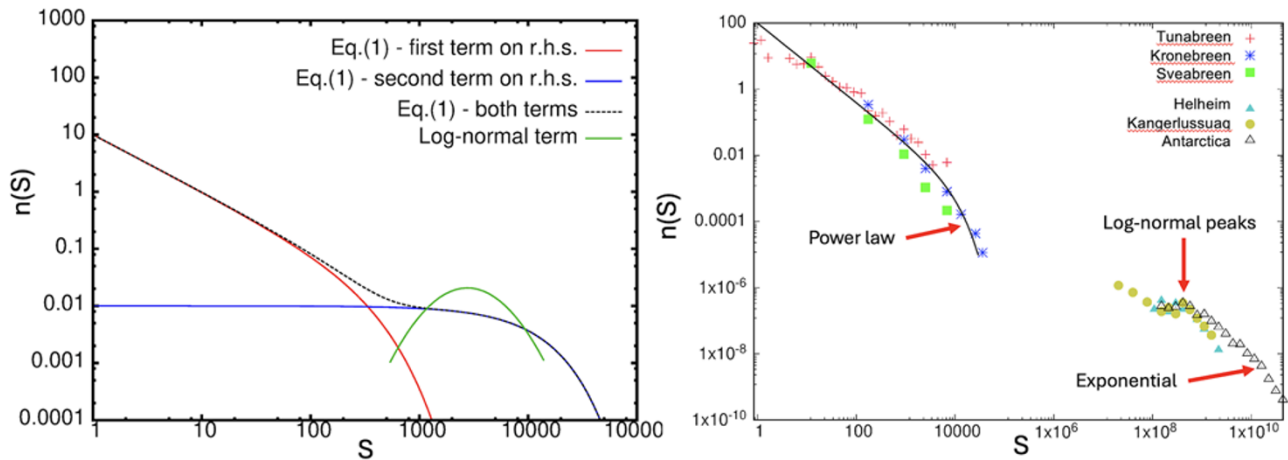 1000
100
10
1
0.1
0.01
0.001
0.0001
n(S)
1
10
100
1000
10000
10000
S
Eq.(1) - first term on r.h.s.
Eq.(1) - second term on r.h.s.
Eq.(1) - both terms
Log-normal term
100
1
0.01
0.0001
1x10-6
1x10-8
1x10-10
n(S)
1
100
10000
1x10⁶
1x10⁸
1x10¹⁰
S
Tunabreen
Kronebreen
Sveabreen
Helheim
Kangerlussuaq
Antarctica
Power law
Log-normal peaks
Exponential